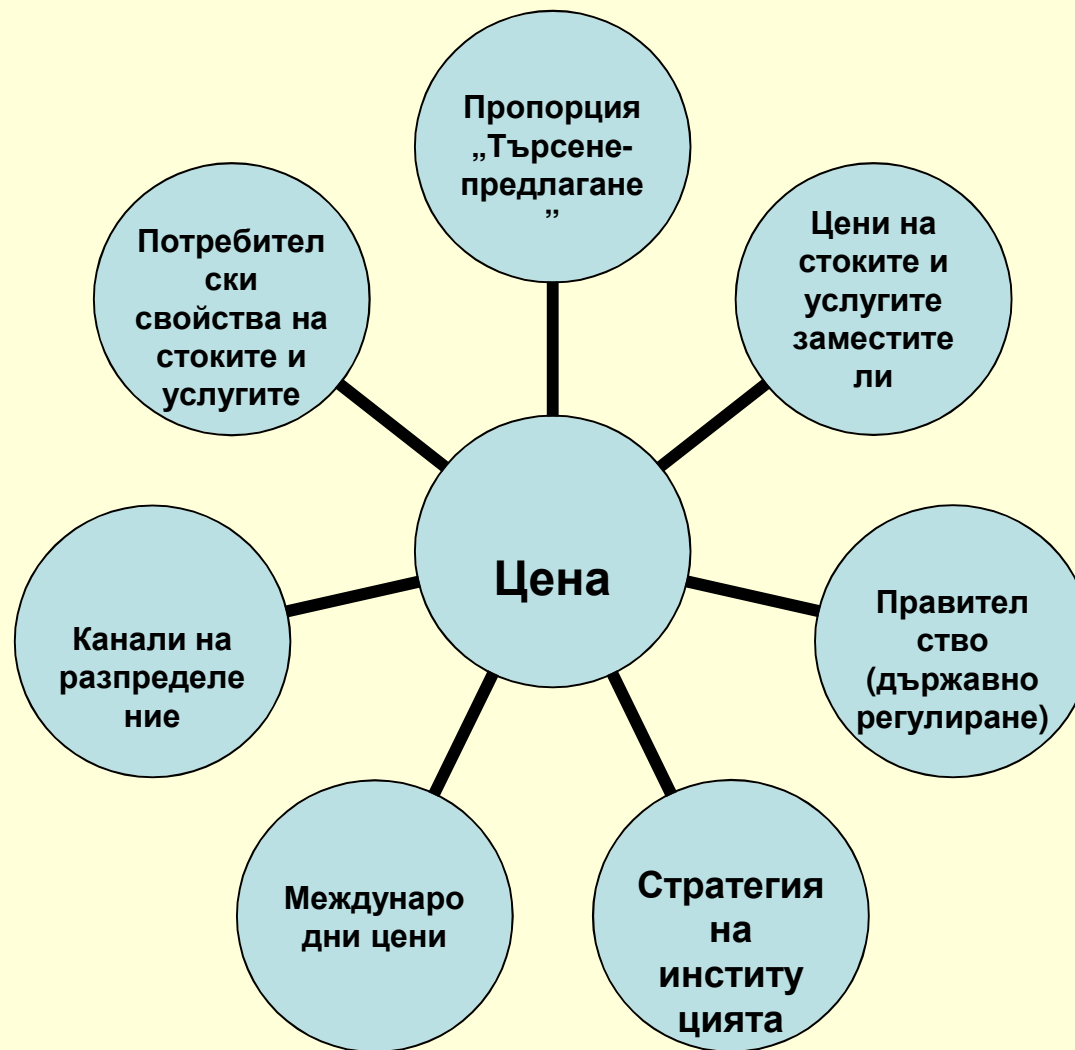 Пропорция
„Търсене-
предлагане
”
Цени на
стоките и
услугите
заместите
ли
Правител
ство
(държавно
регулиране)
Стратегия
на
институ
цията
Междунаро
дни цени
Канали на
разпределе
ние
Потребител
ски
свойства на
стоките и
услугите
Цена